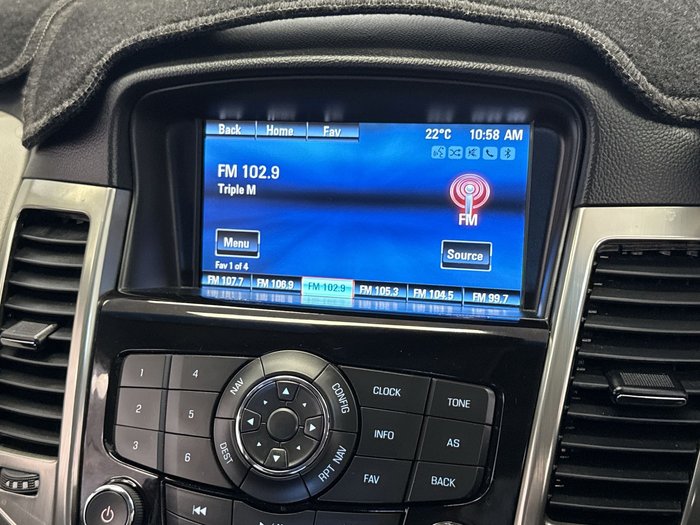 Back Home Fav 22°C 10:58 AM
FM 102.9
Triple M
FM
Menu Source
Fav 1 of 4
FM 107.7 FM 106.9 FM 102.9 FM 105.3 FM 104.5 FM 99.7
1 4 NAV CONFIG CLOCK TONE
2 5 INFO AS
3 6 DEST RPT NAV FAV BACK